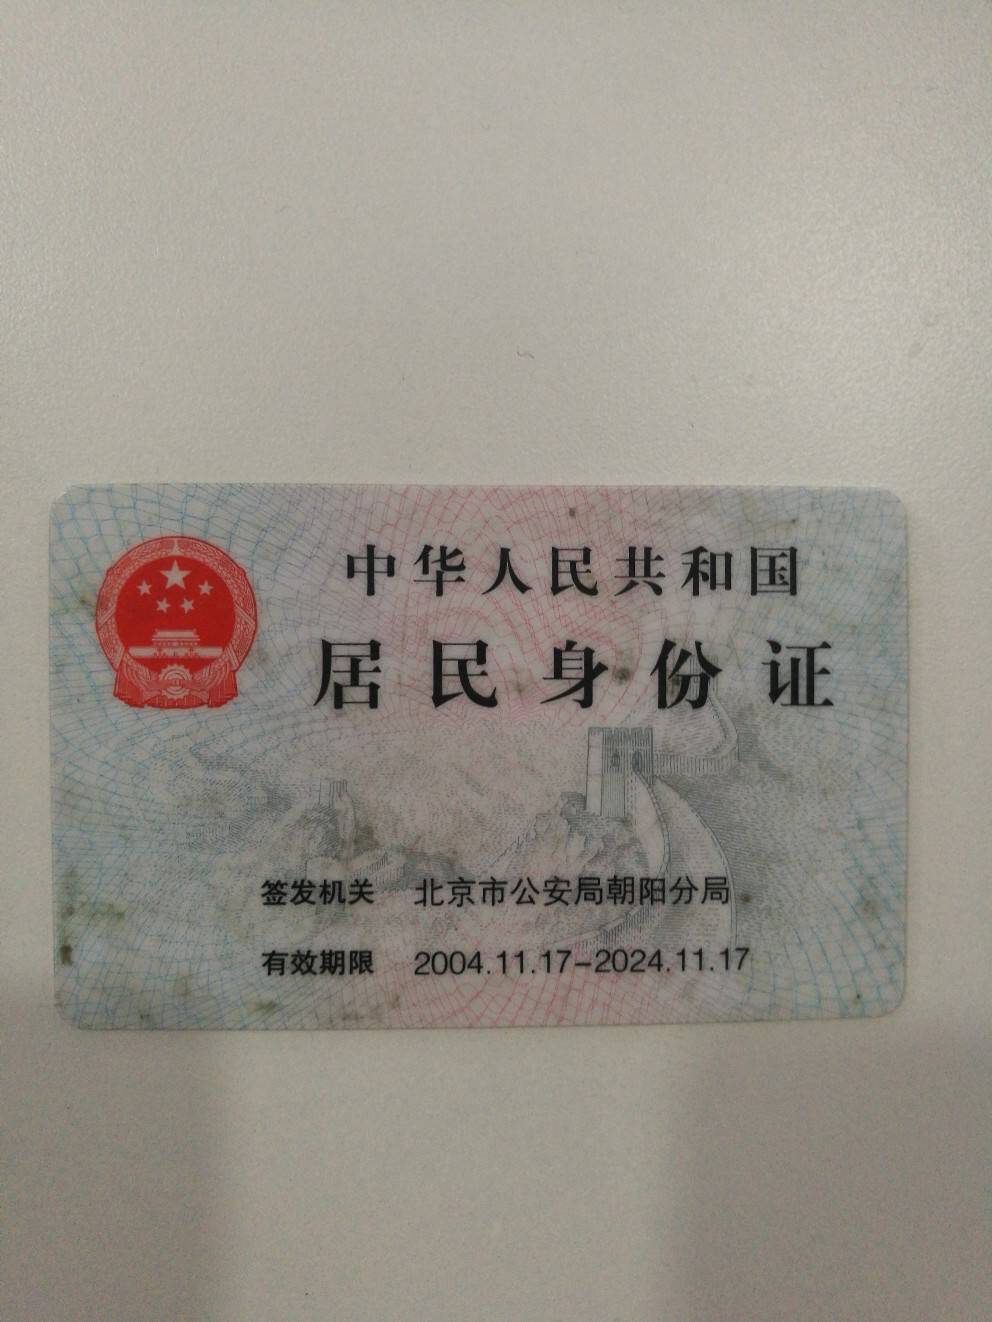 中华人民共和国
居民身份证
签发机关 北京市公安局朝阳分局
有效期限 2004.11.17-2024.11.17